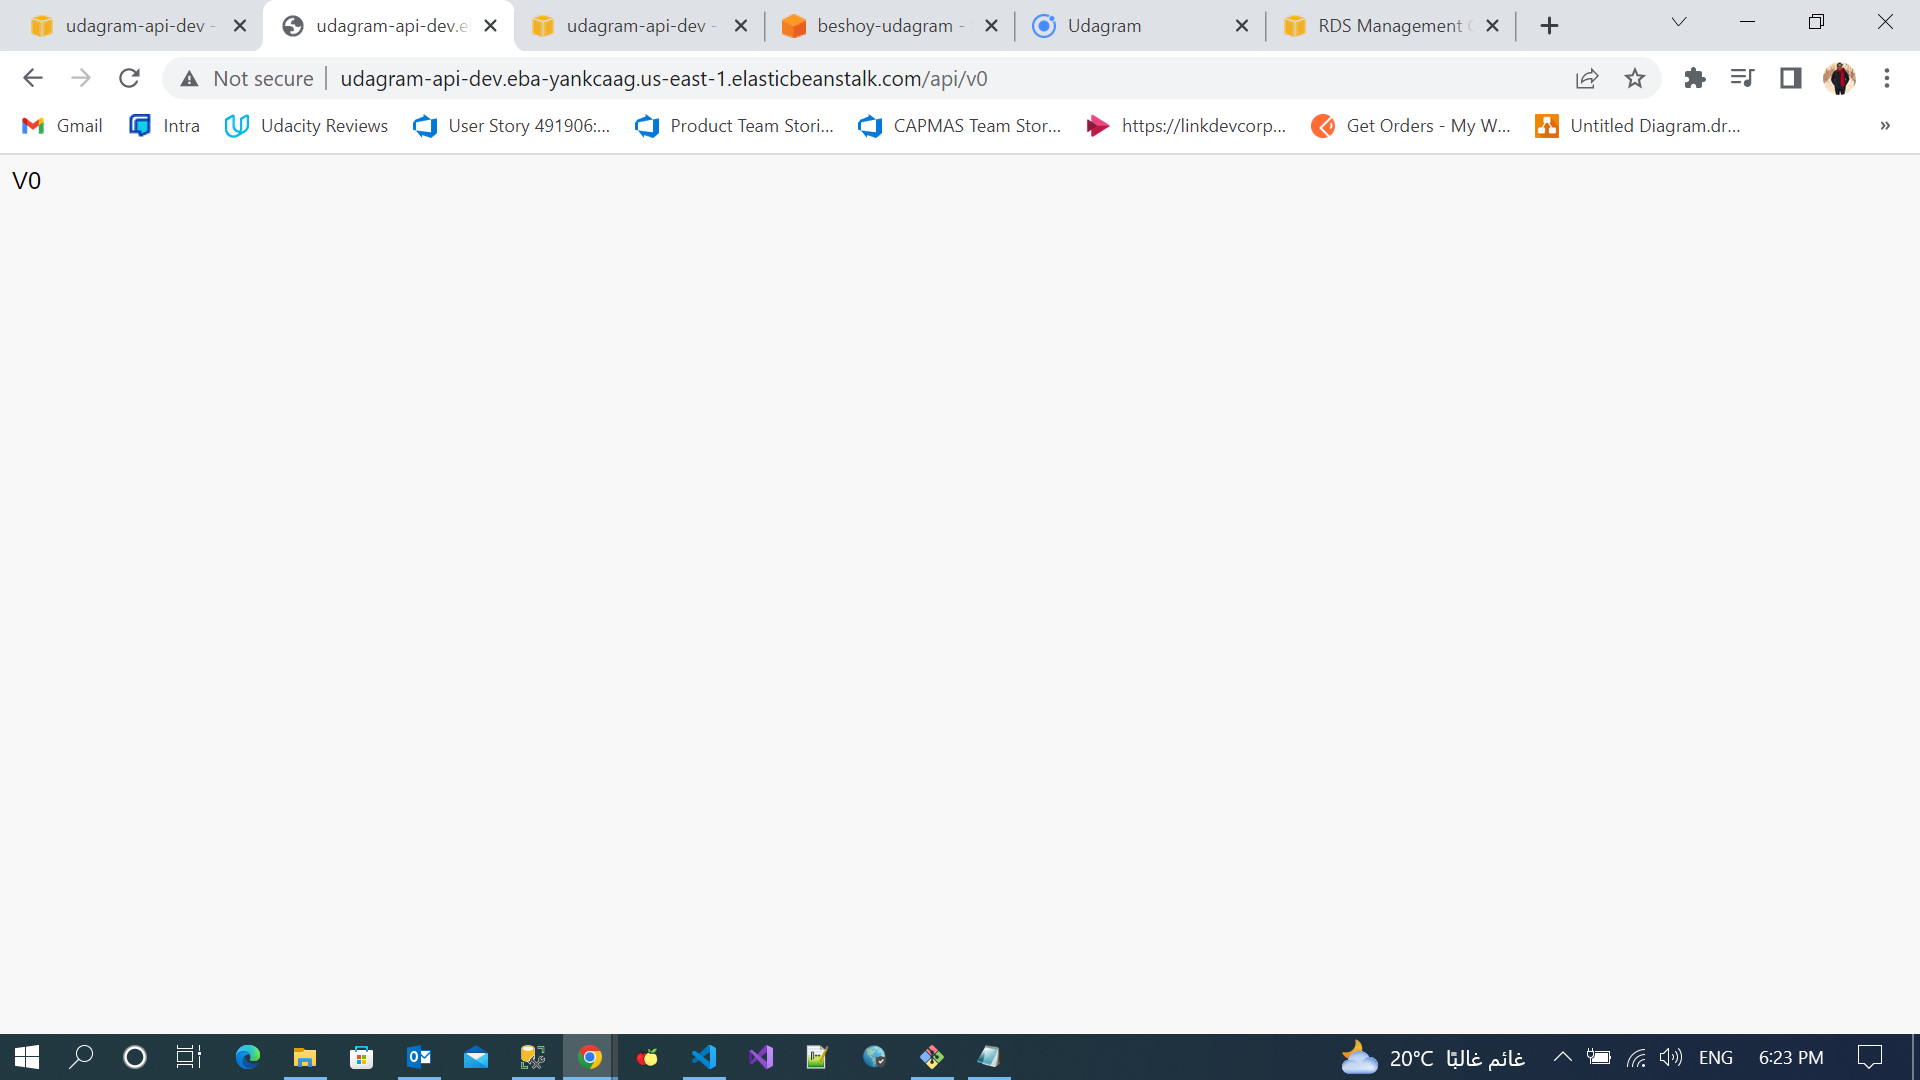 udagram-api-dev - udagram-api-dev.e udagram-api-dev - beshoy-udagram - Udagram RDS Management
Not secure udagram-api-dev.eba-yankcaag.us-east-1.elasticbeanstalk.com/api/v0
Gmail Intra Udacity Reviews User Story 491906:... Product Team Stori... CAPMAS Team Stor... https://linkdevcorp... Get Orders - My W... Untitled Diagram.dr... »
V0
20°C غائم غالبًا ENG 6:23 PM